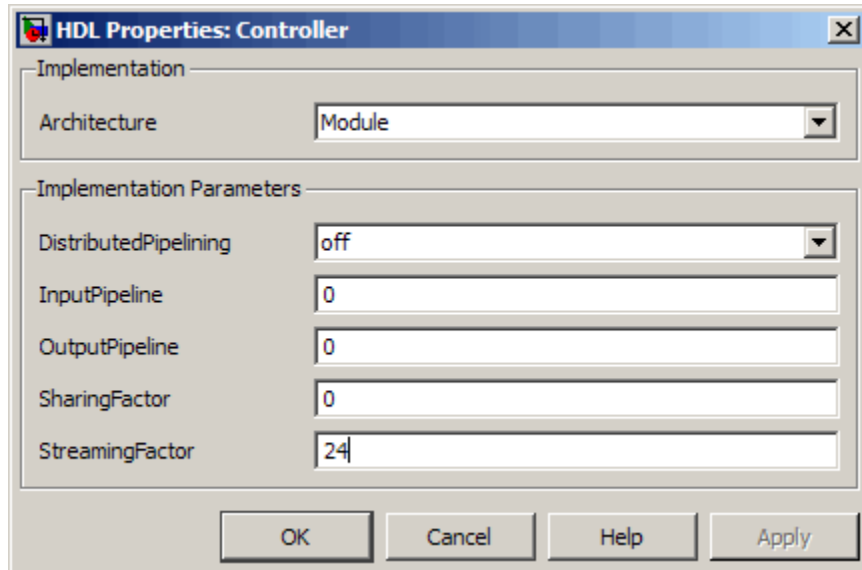 HDL Properties: Controller
Implementation
Architecture Module
Implementation Parameters
DistributedPipelining off
InputPipeline 0
OutputPipeline 0
SharingFactor 0
StreamingFactor 24
OK Cancel Help Apply